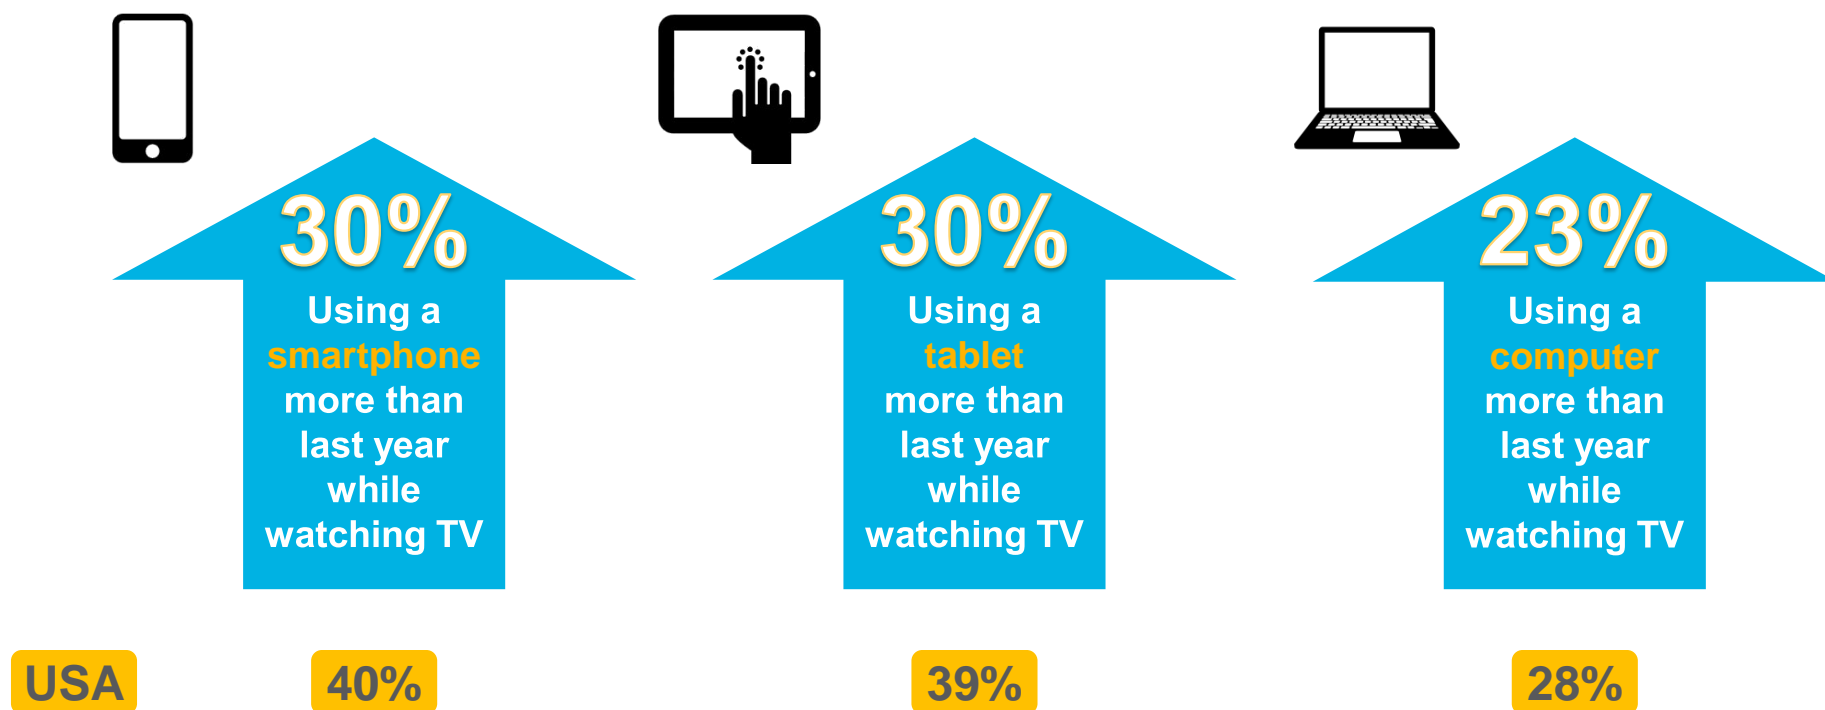 30%
Using a
smartphone
more than
last year
while
watching TV
30%
Using a
tablet
more than
last year
while
watching TV
23%
Using a
computer
more than
last year
while
watching TV
USA
40%
39%
28%